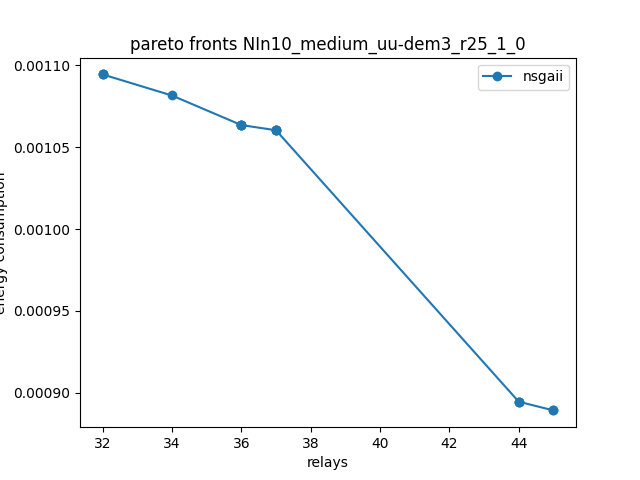 pareto fronts NIn10_medium_uu-dem3_r25_1_0
nsgaii
0.00110
0.00105
0.00100
0.00095
0.00090
energy consumption
32 34 36 38 40 42 44
relays